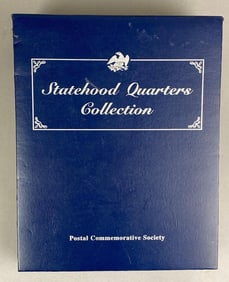 Statehood Quarters
Collection
Postal Commemorative Society